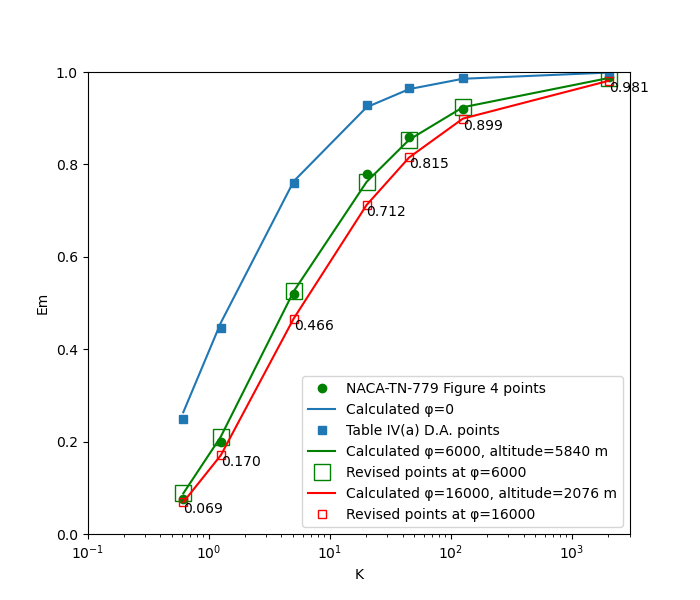 1.0
0.8
0.6
0.4
0.2
0.0
Em
0.981
0.899
0.815
0.712
0.466
0.170
0.069
NACA-TN-779 Figure 4 points
Calculated φ=0
Table IV(a) D.A. points
Calculated φ=6000, altitude=5840 m
Revised points at φ=6000
Calculated φ=16000, altitude=2076 m
Revised points at φ=16000
10⁻¹ 10⁰ 10¹ 10² 10³
K